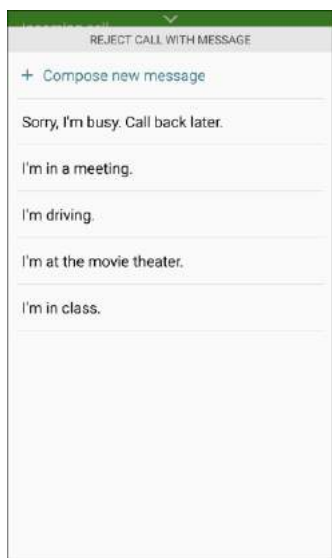 REJECT CALL WITH MESSAGE
+ Compose new message
Sorry, I'm busy. Call back later.
I'm in a meeting.
I'm driving.
I'm at the movie theater.
I'm in class.